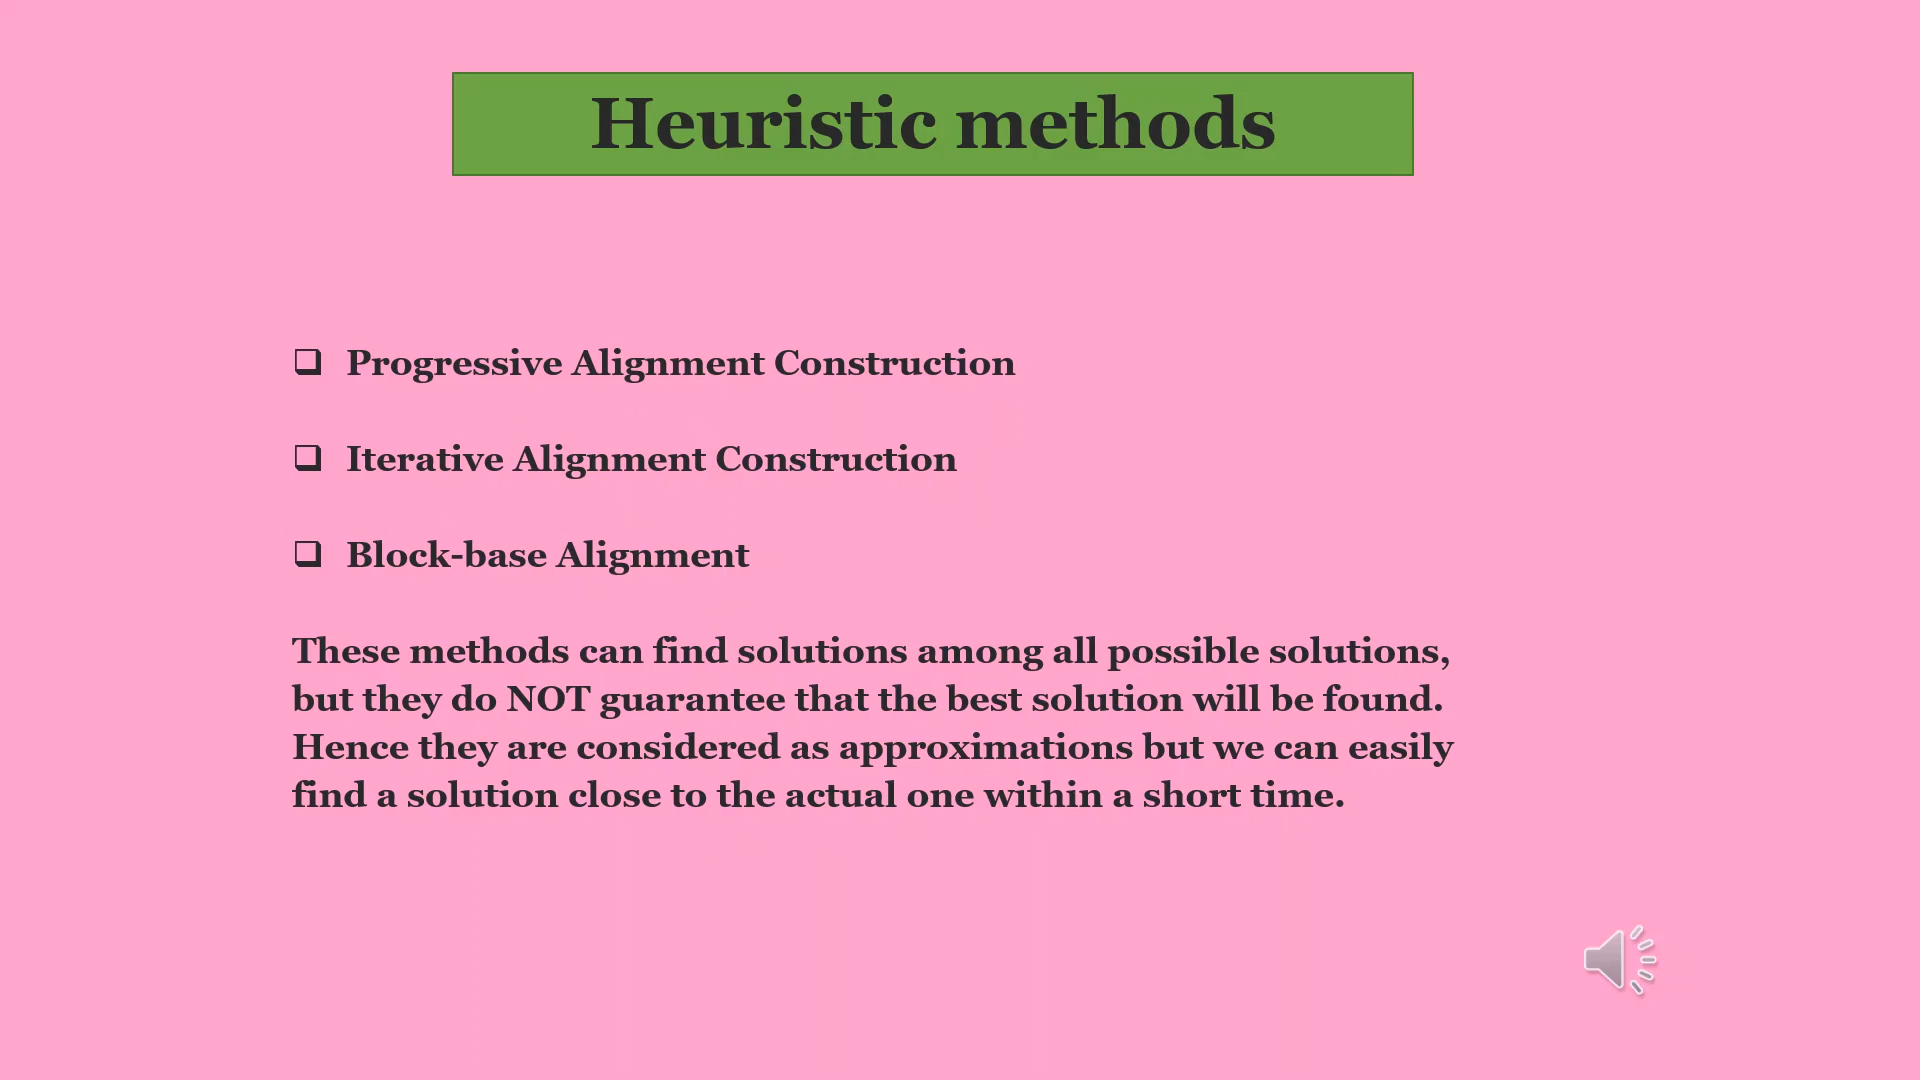 Heuristic methods
❑ Progressive Alignment Construction
❑ Iterative Alignment Construction
❑ Block-base Alignment
These methods can find solutions among all possible solutions,
but they do NOT guarantee that the best solution will be found.
Hence they are considered as approximations but we can easily
find a solution close to the actual one within a short time.